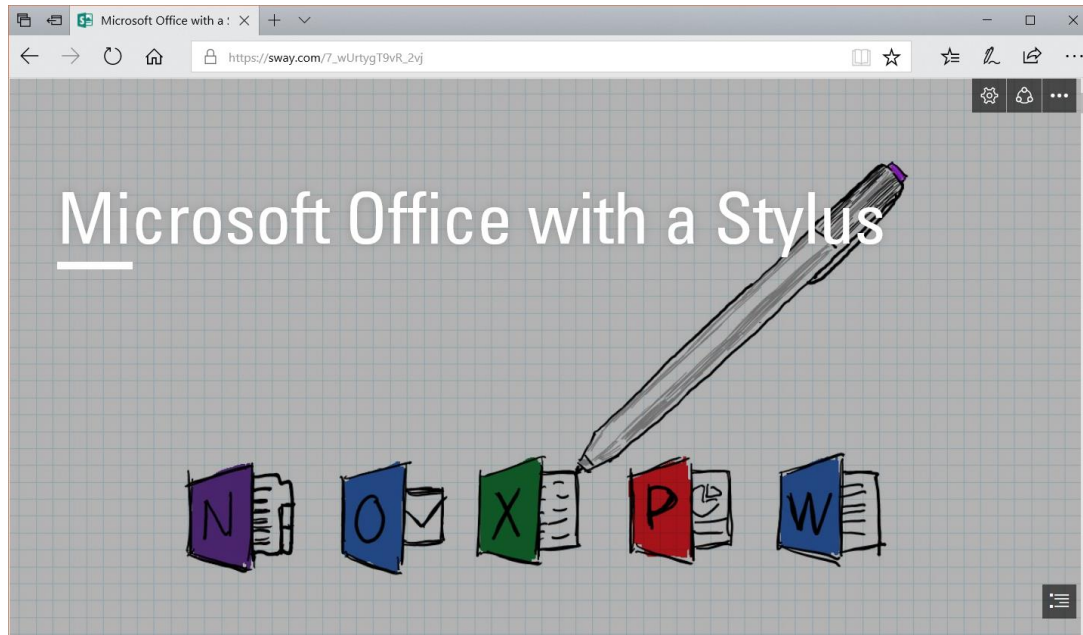 Microsoft Office with a :
https://sway.com/7_wUrtygT9vR_2vj
Microsoft Office with a Stylus
N O X P W